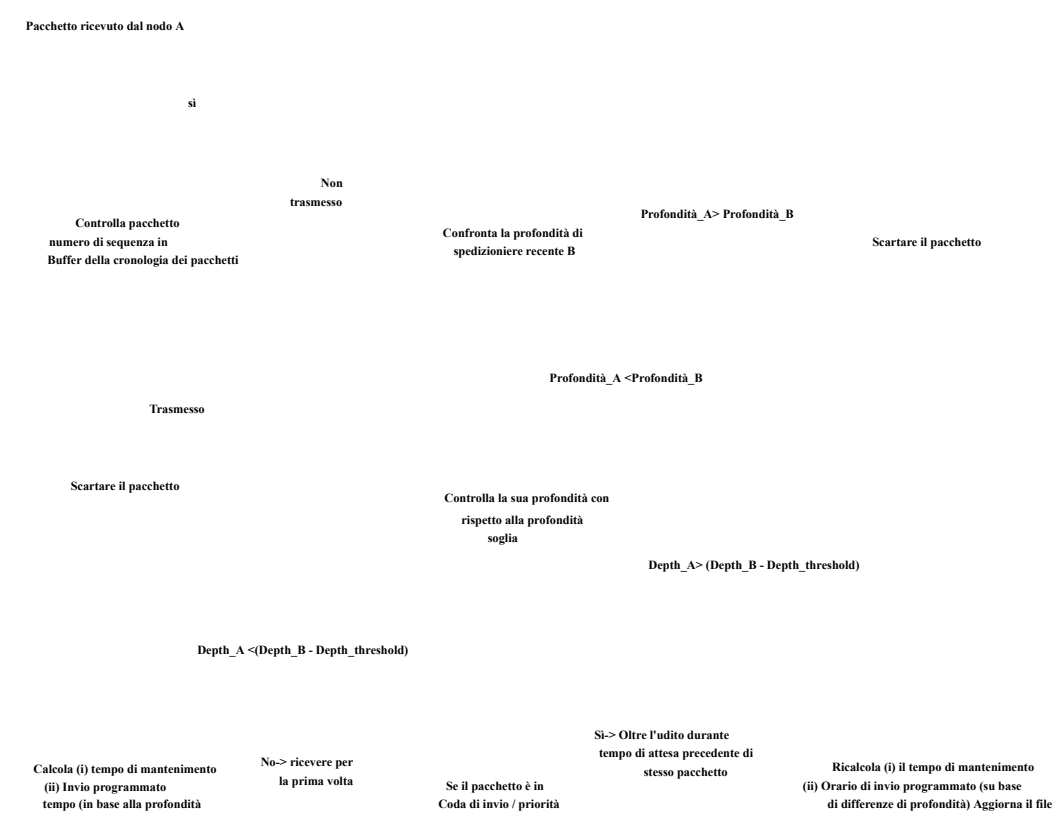 Pacchetto ricevuto dal nodo A
sì
Non
trasmesso
Controlla pacchetto
numero di sequenza in
Buffer della cronologia dei pacchetti
Confronta la profondità di
spedizioniere recente B
Profondità_A> Profondità_B
Scartare il pacchetto
Profondità_A <Profondità_B
Trasmesso
Scartare il pacchetto
Controlla la sua profondità con
rispetto alla profondità
soglia
Depth_A> (Depth_B - Depth_threshold)
Depth_A <(Depth_B - Depth_threshold)
Calcola (i) tempo di mantenimento
(ii) Invio programmato
tempo (in base alla profondità
No-> ricevere per
la prima volta
Se il pacchetto è in
Coda di invio / priorità
Sì-> Oltre l'udito durante
tempo di attesa precedente di
stesso pacchetto
Ricalcola (i) il tempo di mantenimento
(ii) Orario di invio programmato (su base
di differenze di profondità) Aggiorna il file